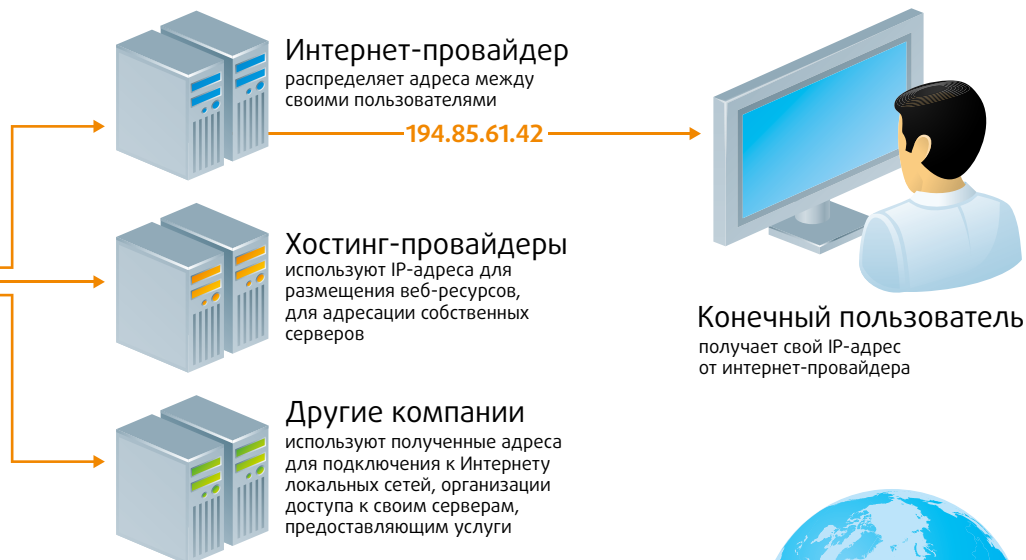 Интернет-провайдер
распределяет адреса между
своими пользователями
194.85.61.42
Хостинг-провайдеры
используют IP-адреса для
размещения веб-ресурсов,
для адресации собственных
серверов
Конечный пользователь
получает свой IP-адрес
от интернет-провайдера
Другие компании
используют полученные адреса
для подключения к Интернету
локальных сетей, организации
доступа к своим серверам,
предоставляющим услуги